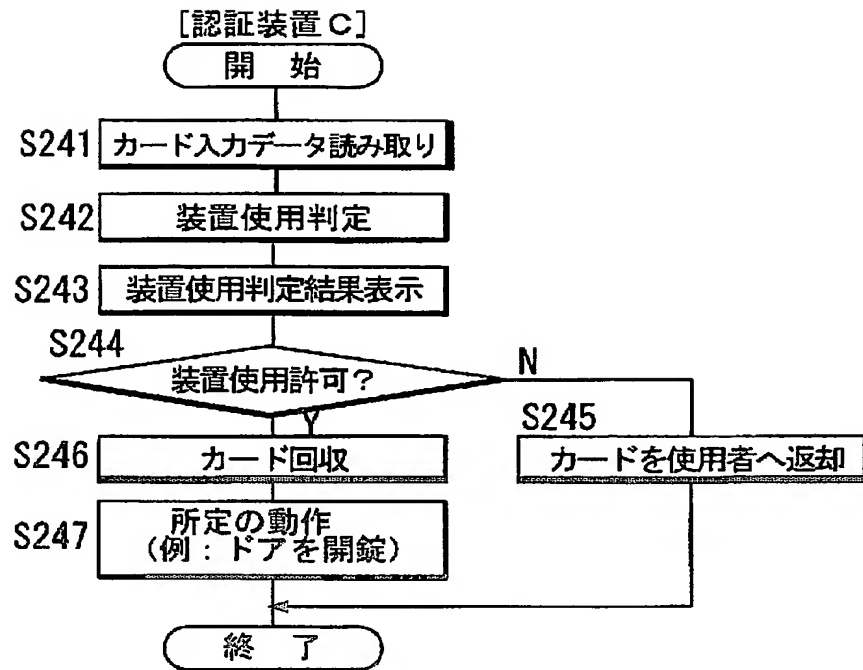 [認証装置C]
開 始
S241 カード入力データ読み取り
S242 装置使用判定
S243 装置使用判定結果表示
S244
装置使用許可?
N
Y
S245
S246 カード回収
カードを使用者へ返却
S247 所定の動作
(例:ドアを開錠)
終 了